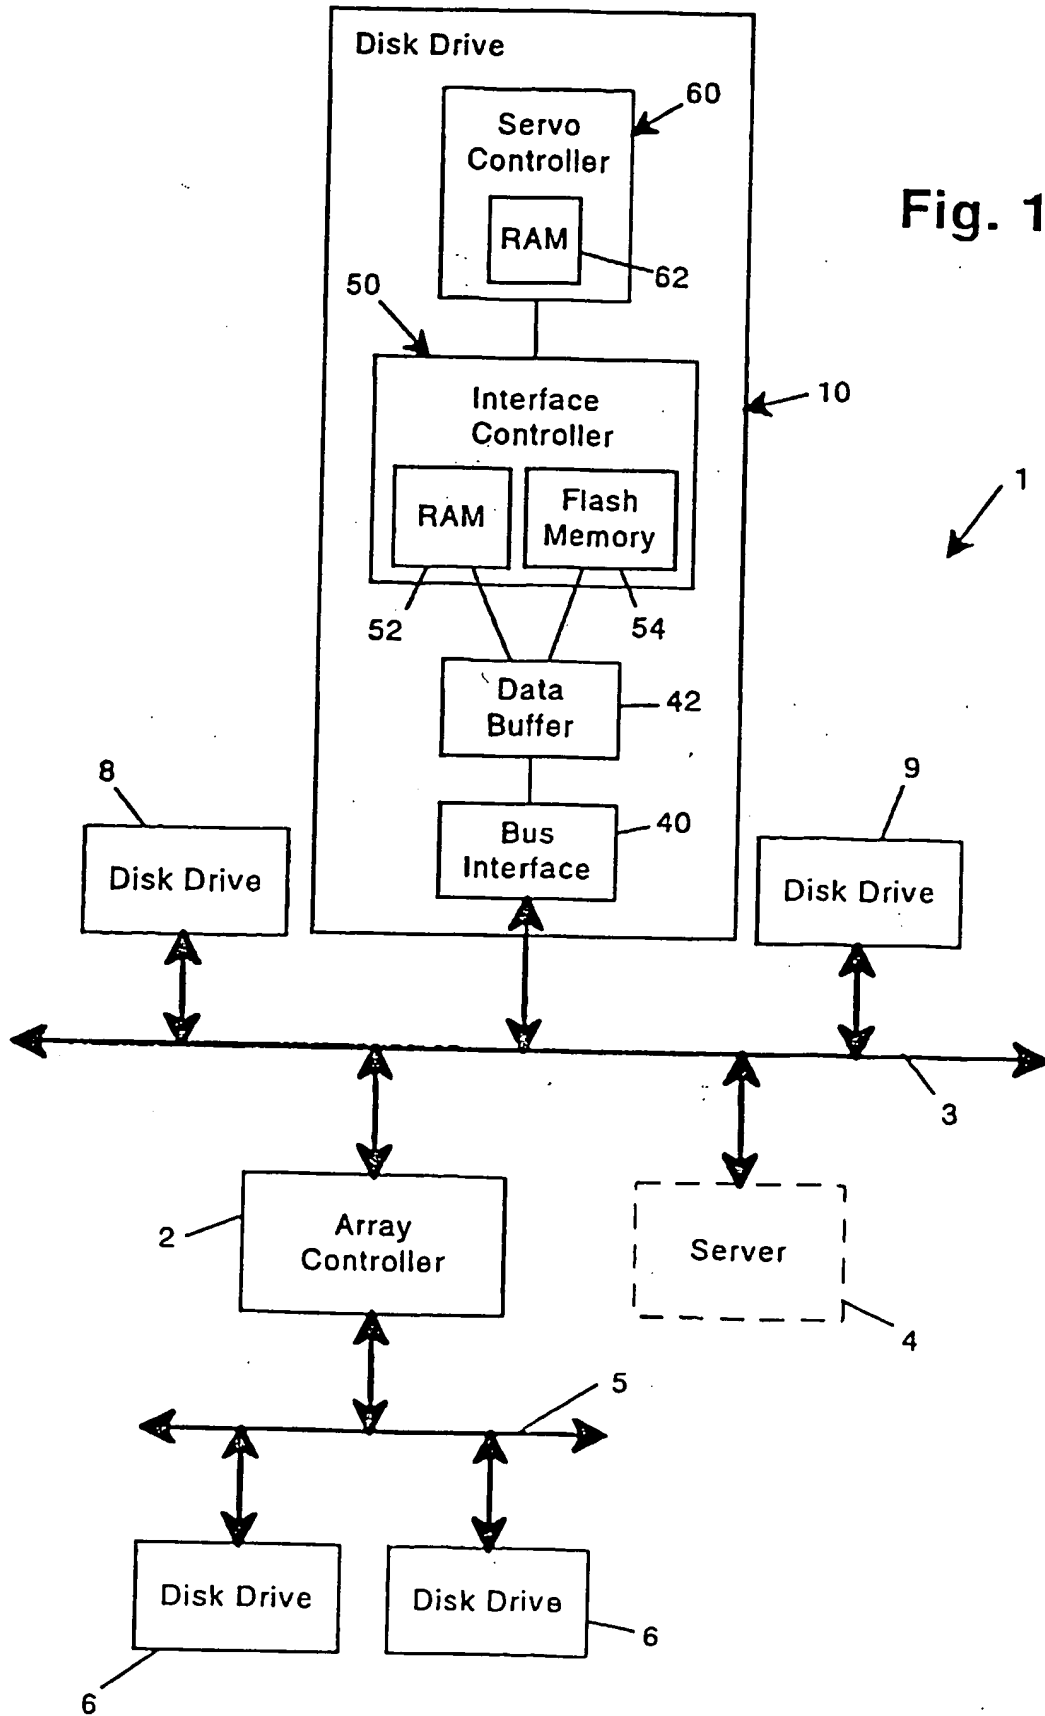 Disk Drive
60
Servo
Controller
Fig. 1
RAM
62
50
10
Interface
Controller
1
RAM
Flash
Memory
52
54
Data
Buffer
42
8
9
Bus
Interface
40
Disk Drive
Disk Drive
3
2
Array
Controller
Server
4
5
Disk Drive
Disk Drive
6
6